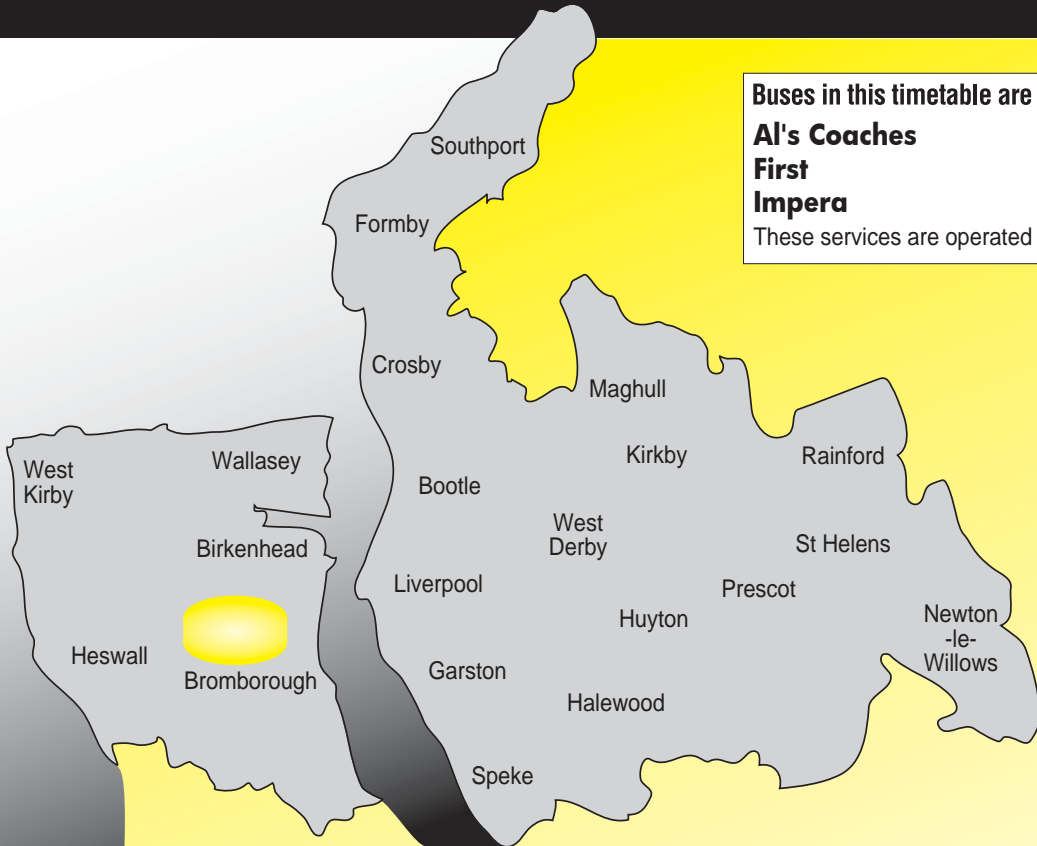 Buses in this timetable are
Al's Coaches
First
Impera
These services are operated
Southport
Formby
Crosby
Maghull
Kirkby
Rainford
West
Kirby
Wallasey
Bootle
West
Derby
Birkenhead
St Helens
Liverpool
Prescot
Huyton
Newton
-le-
Willows
Heswall
Bromborough
Garston
Halewood
Speke